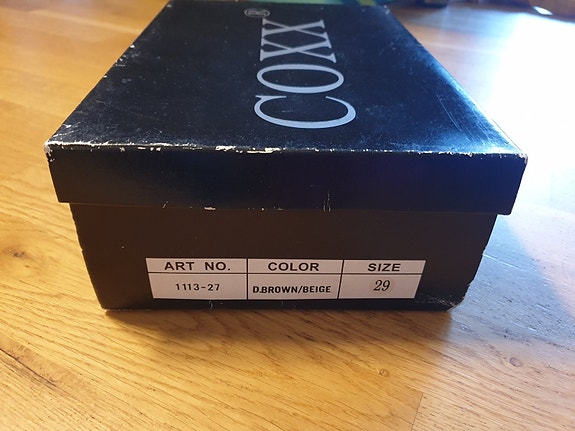 COXX®
ART NO. COLOR SIZE
1113-27 D.BROWN/BEIGE 29